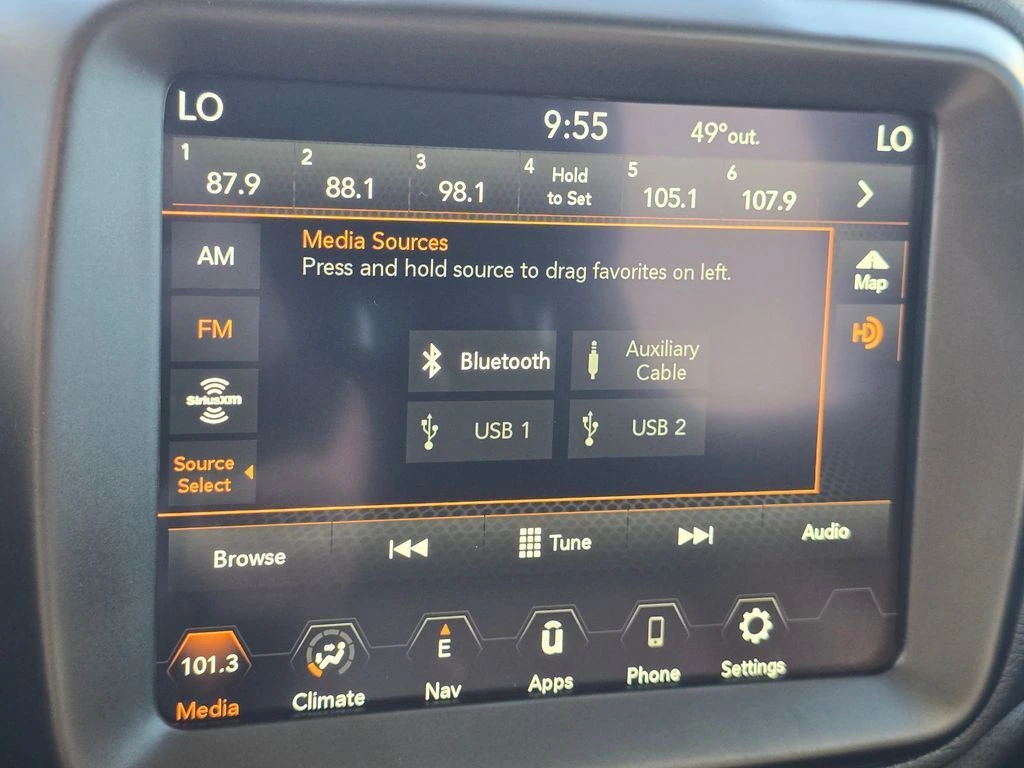 LO 9:55 49° out. LO
1 87.9 2 88.1 3 98.1 4 Hold to Set 5 105.1 6 107.9
AM
Media Sources
Press and hold source to drag favorites on left.
Map
FM
HD
Bluetooth
Auxiliary
Cable
SiriusXM
USB 1 USB 2
Source
Select
Browse Tune Audio
101.3 E
Media Climate Nav Apps Phone Settings